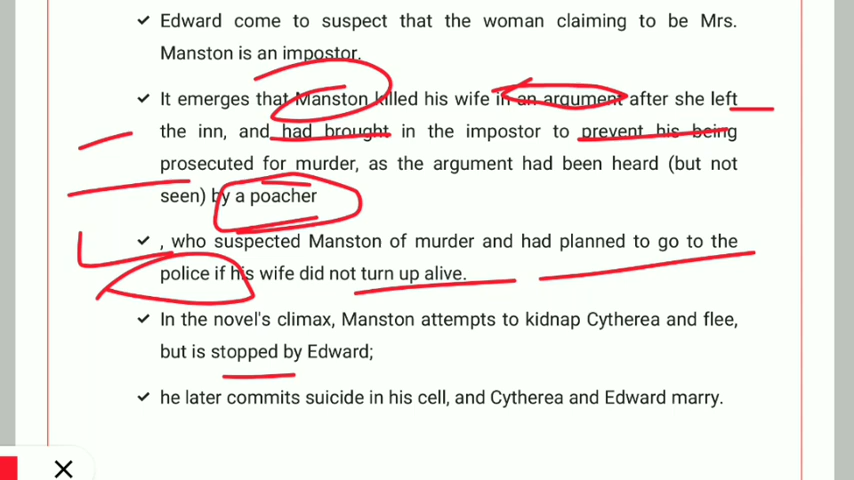 Edward come to suspect that the woman claiming to be Mrs.
Manston is an impostor.
It emerges that Manston killed his wife in an argument after she left
the inn, and had brought in the impostor to prevent his being
prosecuted for murder, as the argument had been heard (but not
seen) by a poacher
, who suspected Manston of murder and had planned to go to the
police if his wife did not turn up alive.
In the novel's climax, Manston attempts to kidnap Cytherea and flee,
but is stopped by Edward;
he later commits suicide in his cell, and Cytherea and Edward marry.